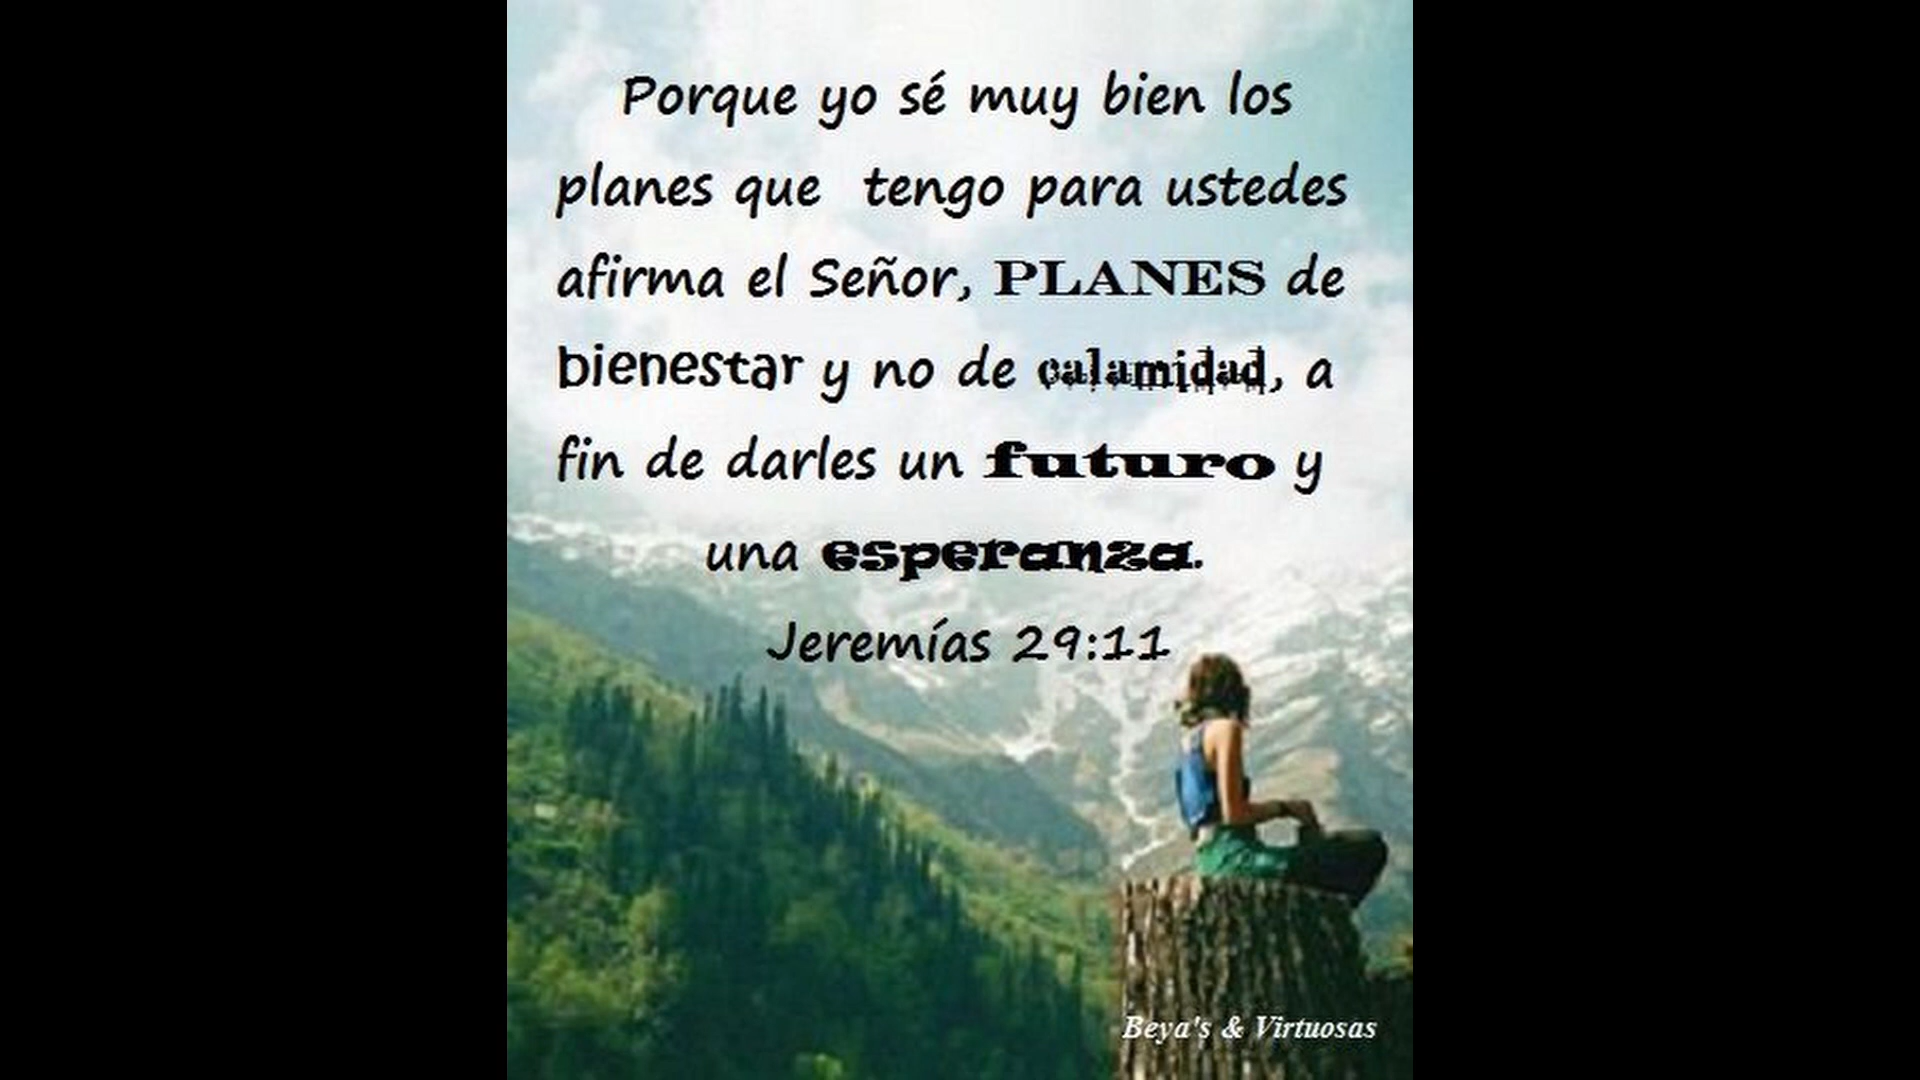 Porque yo sé muy bien los
planes que tengo para ustedes
afirma el Señor, PLANES de
bienestar y no de calamidad, a
fin de darles un futuro y
una esperanza.
Jeremías 29:11
Beya's & Virtuosas